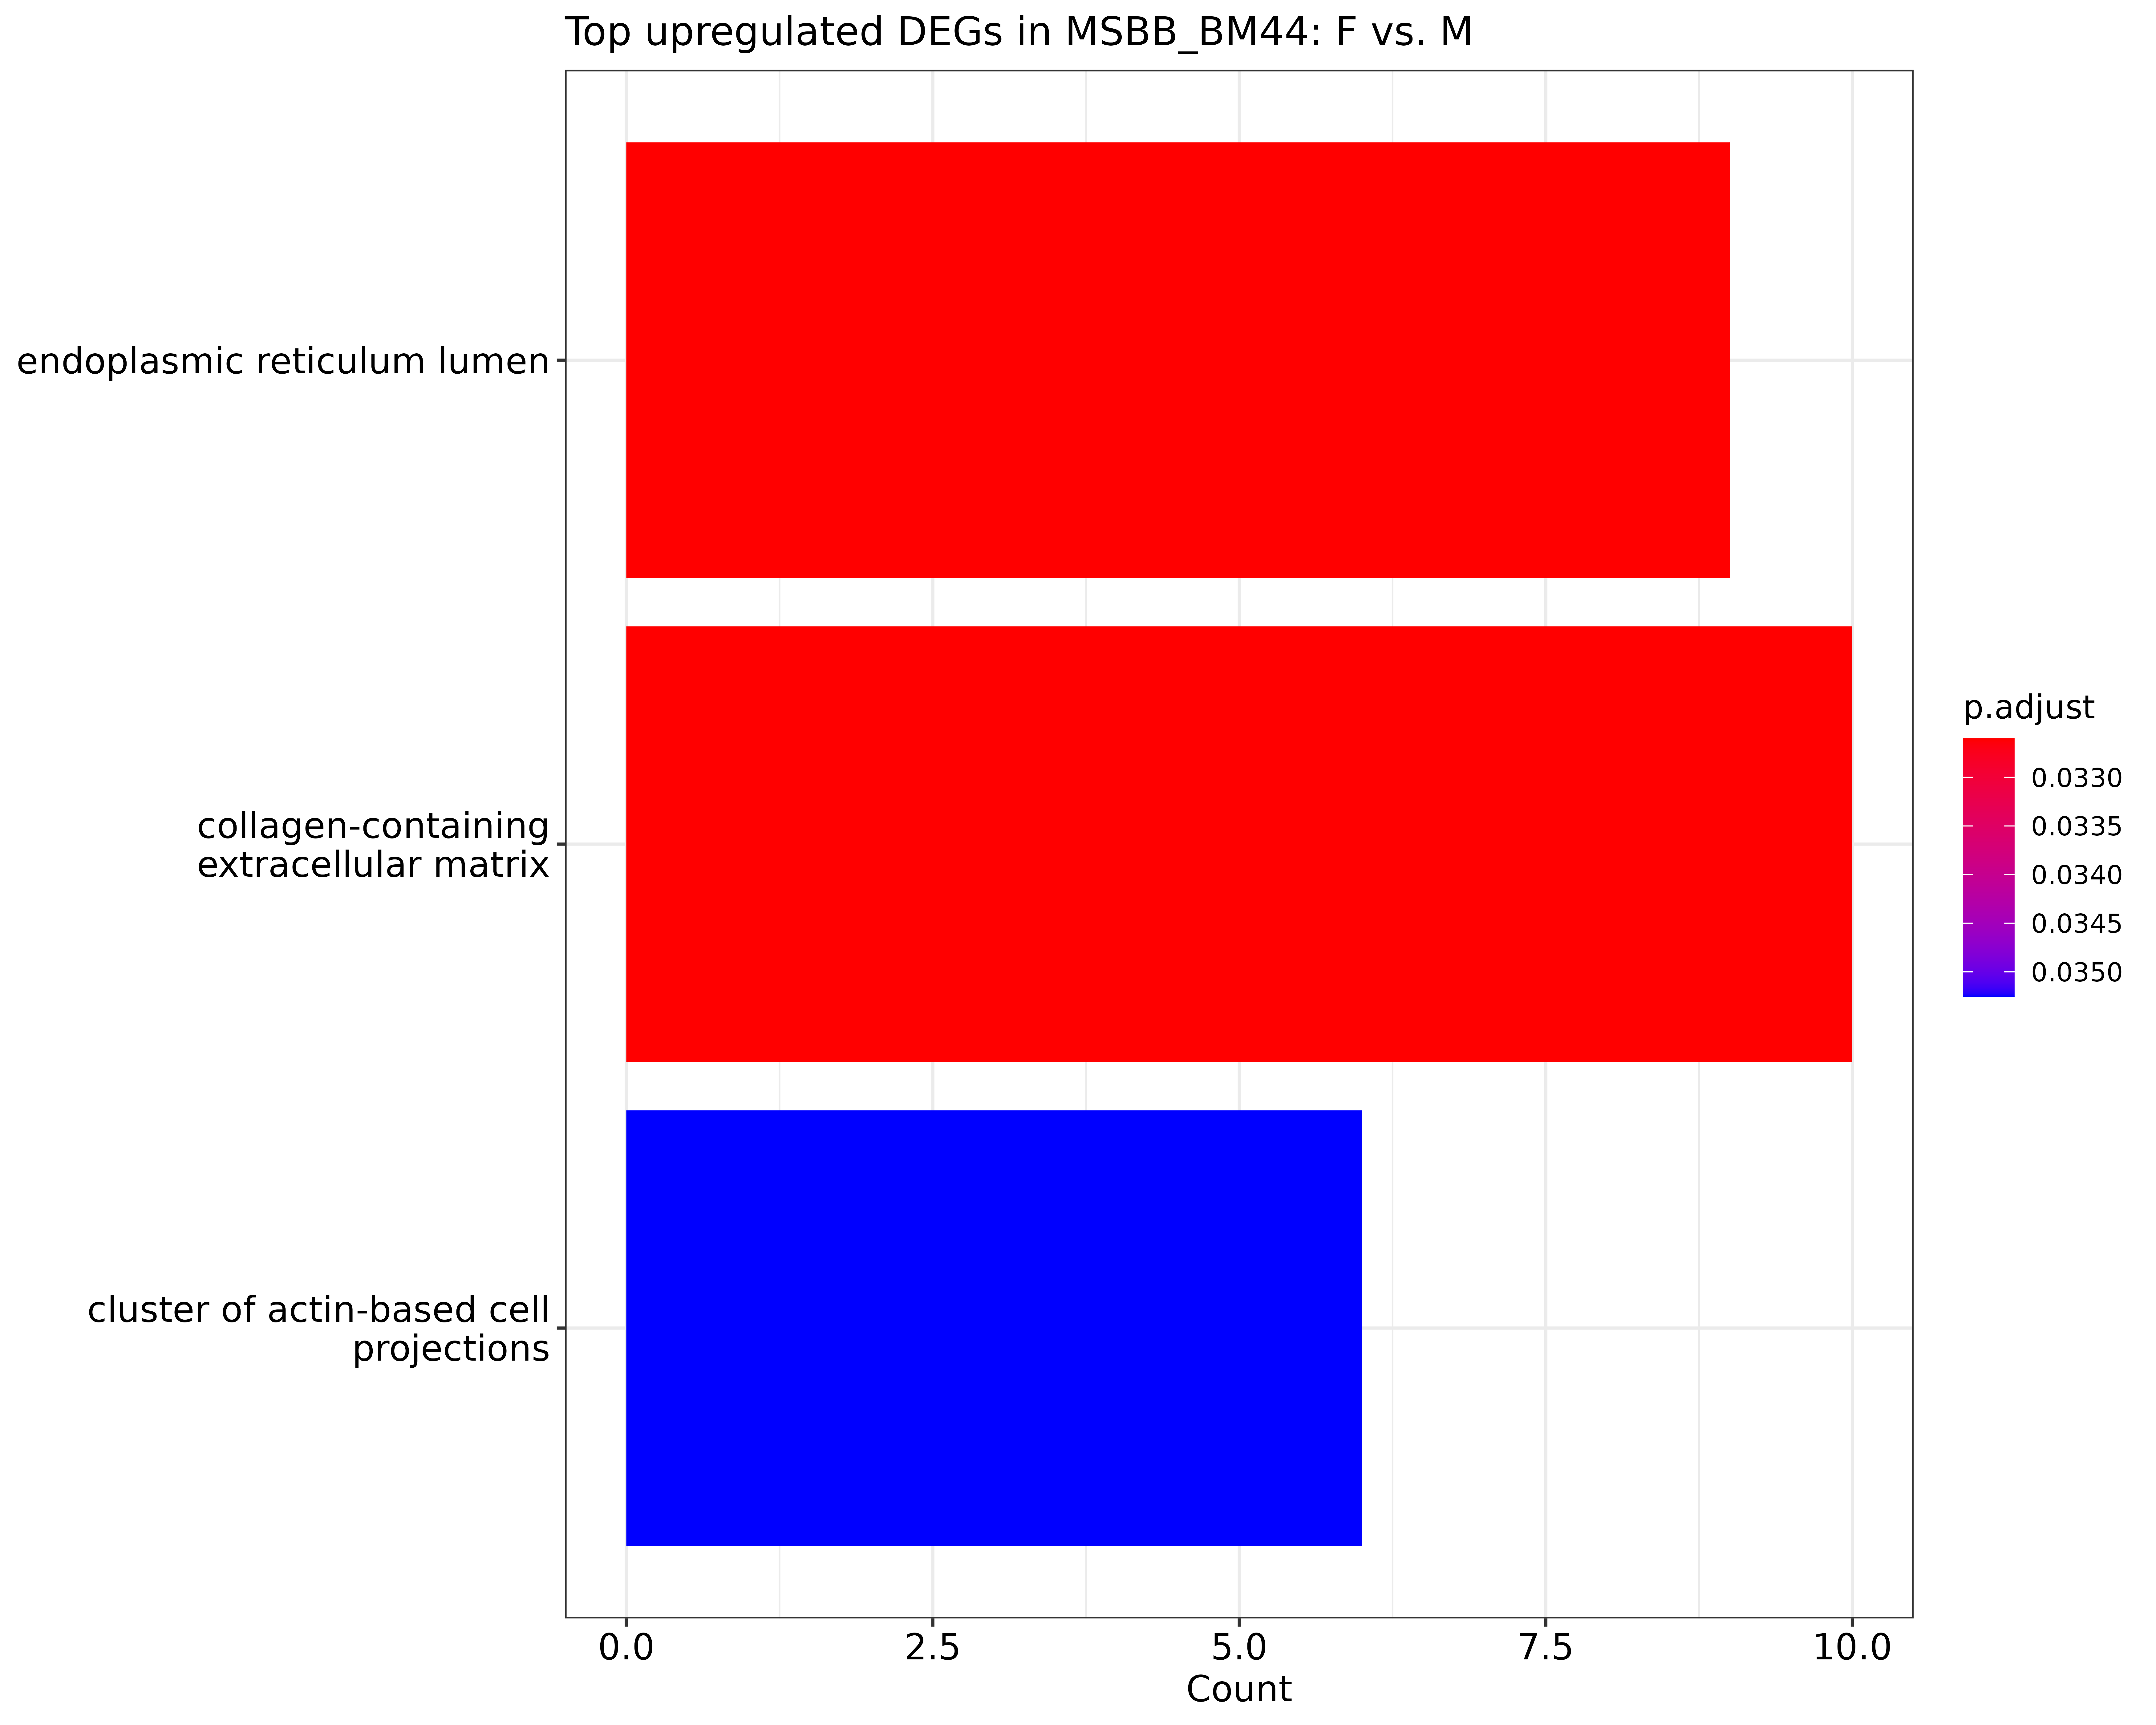 Top upregulated DEGs in MSBB_BM44: F vs. M
endoplasmic reticulum lumen
collagen-containing
extracellular matrix
cluster of actin-based cell
projections
0.0
2.5
5.0
7.5
10.0
Count
p.adjust
0.0330
0.0335
0.0340
0.0345
0.0350